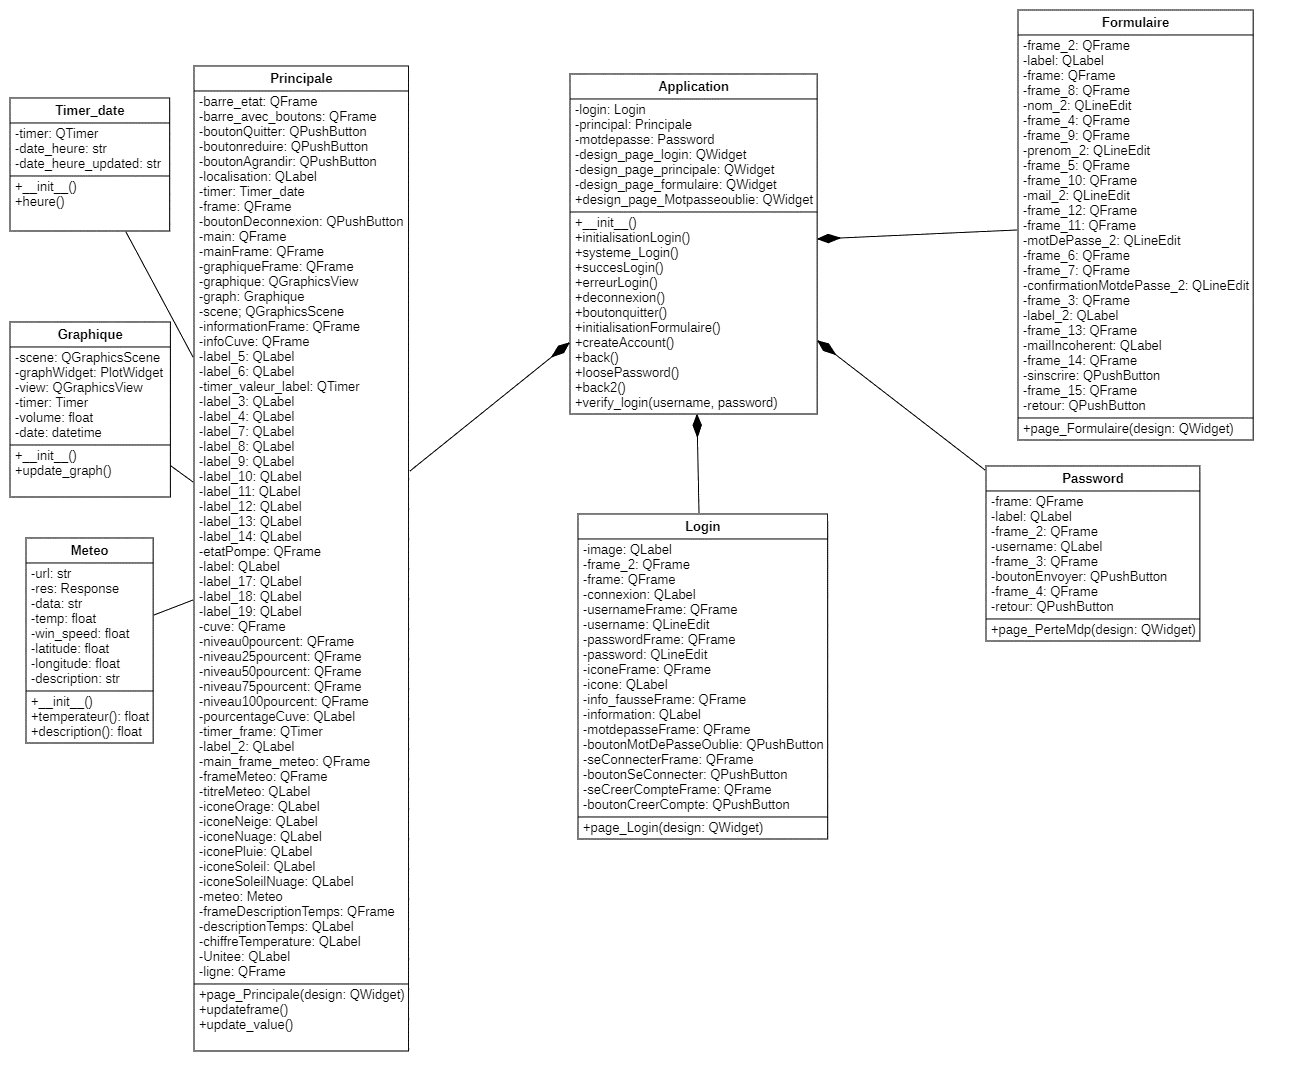 Timer_date
-timer: QTimer
-date_heure: str
-date_heure_updated: str
+__init__()
+heure()
Graphique
-scene: QGraphicsScene
-graphWidget: PlotWidget
-view: QGraphicsView
-timer: Timer
-volume: float
-date: datetime
+__init__()
+update_graph()
Meteo
-url: str
-res: Response
-data: str
-temp: float
-win_speed: float
-latitude: float
-longitude: float
-description: str
+__init__()
+temperateur(): float
+description(): float
Principale
-barre_etat: QFrame
-barre_avec_boutons: QFrame
-boutonQuitter: QPushButton
-boutonreduire: QPushButton
-boutonAgrandir: QPushButton
-localisation: QLabel
-timer: Timer_date
-frame: QFrame
-boutonDeconnexion: QPushButton
-main: QFrame
-mainFrame: QFrame
-graphiqueFrame: QFrame
-graphique: QGraphicsView
-graph: Graphique
-scene; QGraphicsScene
-informationFrame: QFrame
-infoCuve: QFrame
-label_5: QLabel
-label_6: QLabel
-timer_valeur_label: QTimer
-label_3: QLabel
-label_4: QLabel
-label_7: QLabel
-label_8: QLabel
-label_9: QLabel
-label_10: QLabel
-label_11: QLabel
-label_12: QLabel
-label_13: QLabel
-label_14: QLabel
-etatPompe: QFrame
-label: QLabel
-label_17: QLabel
-label_18: QLabel
-label_19: QLabel
-cuve: QFrame
-niveau0pourcent: QFrame
-niveau25pourcent: QFrame
-niveau50pourcent: QFrame
-niveau75pourcent: QFrame
-niveau100pourcent: QFrame
-pourcentageCuve: QLabel
-timer_frame: QTimer
-label_2: QLabel
-main_frame_meteo: QFrame
-frameMeteo: QFrame
-titreMeteo: QLabel
-iconeOrage: QLabel
-iconeNeige: QLabel
-iconeNuage: QLabel
-iconePluie: QLabel
-iconeSoleil: QLabel
-iconeSoleilNuage: QLabel
-meteo: Meteo
-frameDescriptionTemps: QFrame
-descriptionTemps: QLabel
-chiffreTemperature: QLabel
-Unitee: QLabel
-ligne: QFrame
+page_Principale(design: QWidget)
+updateframe()
+update_value()
Application
-login: Login
-principal: Principale
-motdepasse: Password
-design_page_login: QWidget
-design_page_principale: QWidget
-design_page_formulaire: QWidget
+design_page_Motpasseoublie: QWidget
+__init__()
+initialisationLogin()
+systeme_Login()
+succesLogin()
+erreurLogin()
+deconnexion()
+boutonquitter()
+initialisationFormulaire()
+createAccount()
+back()
+loosePassword()
+back2()
+verify_login(username, password)
Login
-image: QLabel
-frame_2: QFrame
-frame: QFrame
-connexion: QLabel
-usernameFrame: QFrame
-username: QLineEdit
-passwordFrame: QFrame
-password: QLineEdit
-iconeFrame: QFrame
-icone: QLabel
-info_fausseFrame: QFrame
-information: QLabel
-motdepasseFrame: QFrame
-boutonMotDePasseOublie: QPushButton
-seConnecterFrame: QFrame
-boutonSeConnecter: QPushButton
-seCreerCompteFrame: QFrame
-boutonCreerCompte: QPushButton
+page_Login(design: QWidget)
Formulaire
-frame_2: QFrame
-label: QLabel
-frame: QFrame
-frame_8: QFrame
-nom_2: QLineEdit
-frame_4: QFrame
-frame_9: QFrame
-prenom_2: QLineEdit
-frame_5: QFrame
-frame_10: QFrame
-mail_2: QLineEdit
-frame_12: QFrame
-frame_11: QFrame
-motDePasse_2: QLineEdit
-frame_6: QFrame
-frame_7: QFrame
-confirmationMotdePasse_2: QLineEdit
-frame_3: QFrame
-label_2: QLabel
-frame_13: QFrame
-mailIncoherent: QLabel
-frame_14: QFrame
-sinscrire: QPushButton
-frame_15: QFrame
-retour: QPushButton
+page_Formulaire(design: QWidget)
Password
-frame: QFrame
-label: QLabel
-frame_2: QFrame
-username: QLabel
-frame_3: QFrame
-boutonEnvoyer: QPushButton
-frame_4: QFrame
-retour: QPushButton
+page_PerteMdp(design: QWidget)